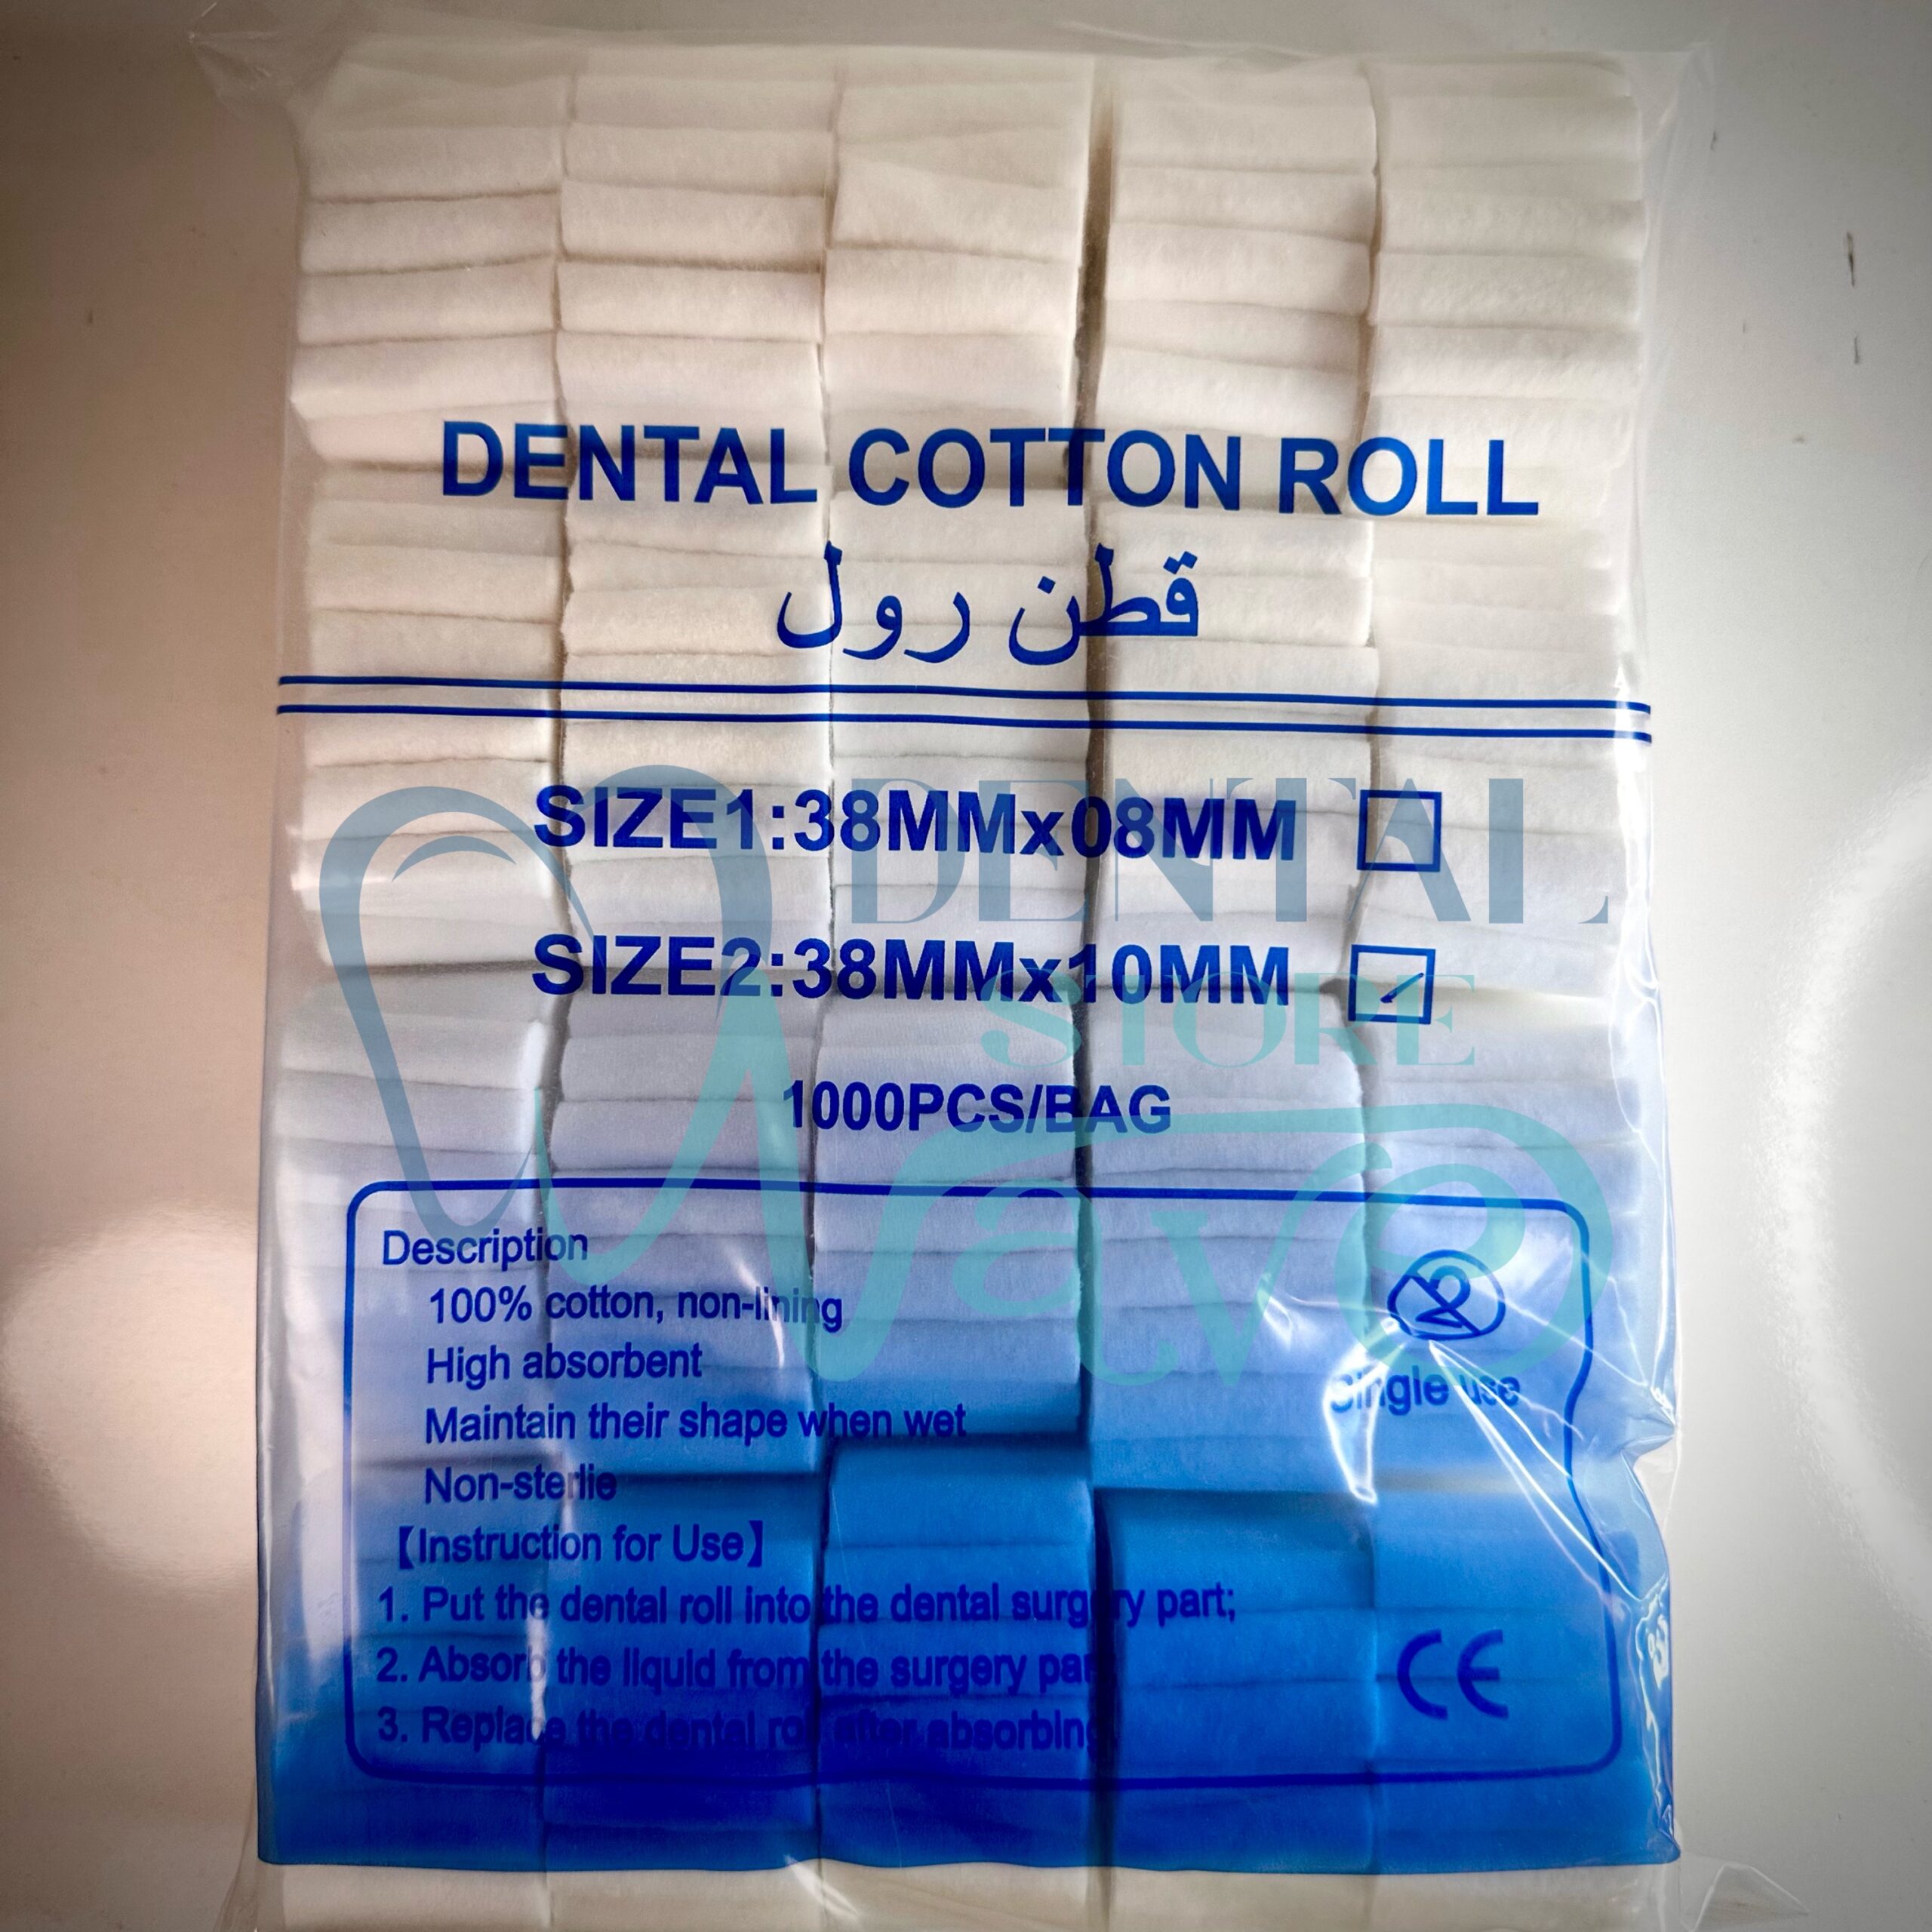 DENTAL COTTON ROLL
قطن رول
SIZE1:38MMx08MM
SIZE2:38MMx10MM
1000PCS/BAG
DENTAL
STORE
Wave
Description
100% cotton, non-lining
High absorbent
Maintain their shape when wet
Non-sterlie
【Instruction for Use】
1. Put the dental roll into the dental surgery part;
2. Absorb the liquid from the surgery part
3. Replace the dental roll after absorbing.
2
single use
CE